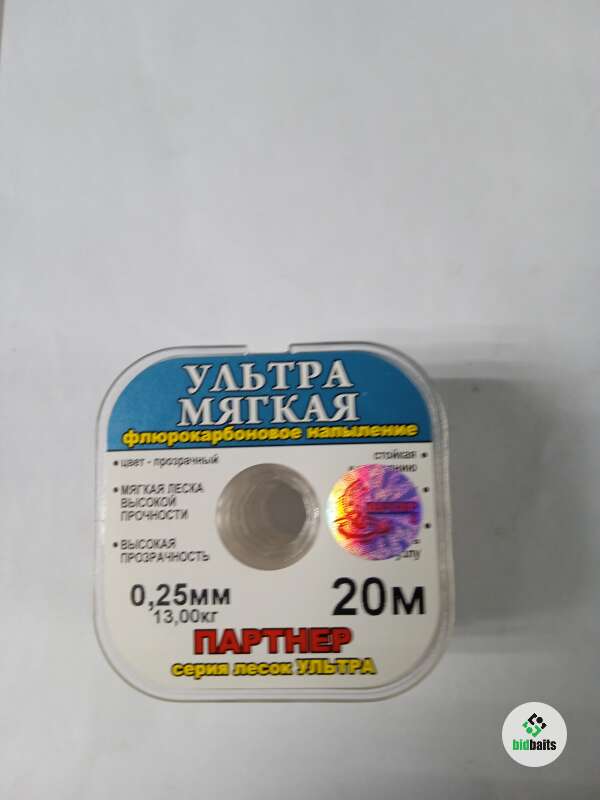 УЛЬТРА
МЯГКАЯ
флюрокарбоновое напыление
• цвет - прозрачный
• МЯГКАЯ ЛЕСКА
ВЫСОКОЙ
ПРОЧНОСТИ
• ВЫСОКАЯ
ПРОЗРАЧНОСТЬ
стойкая •
0,25мм
13,00кг
20м
ПАРТНЕР
серия лесок УЛЬТРА
bidbaits